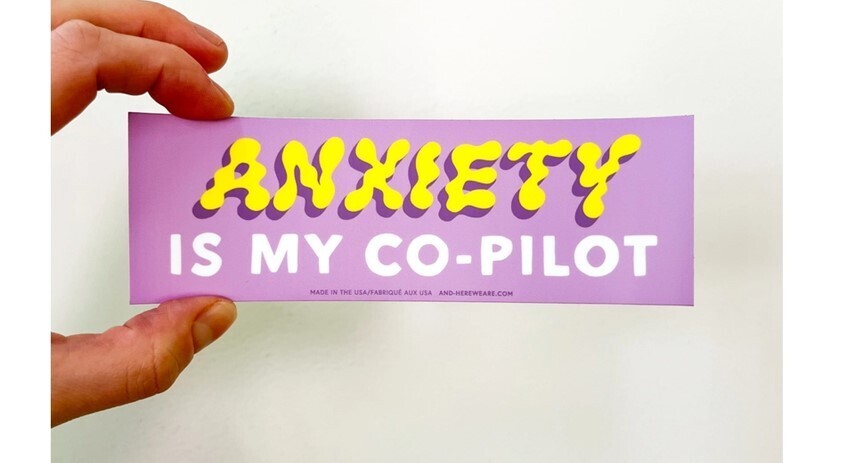 ANXIETY
IS MY CO-PILOT
MADE IN THE USA/FABRIQUÉ AUX USA AND-HEREWEARE.COM